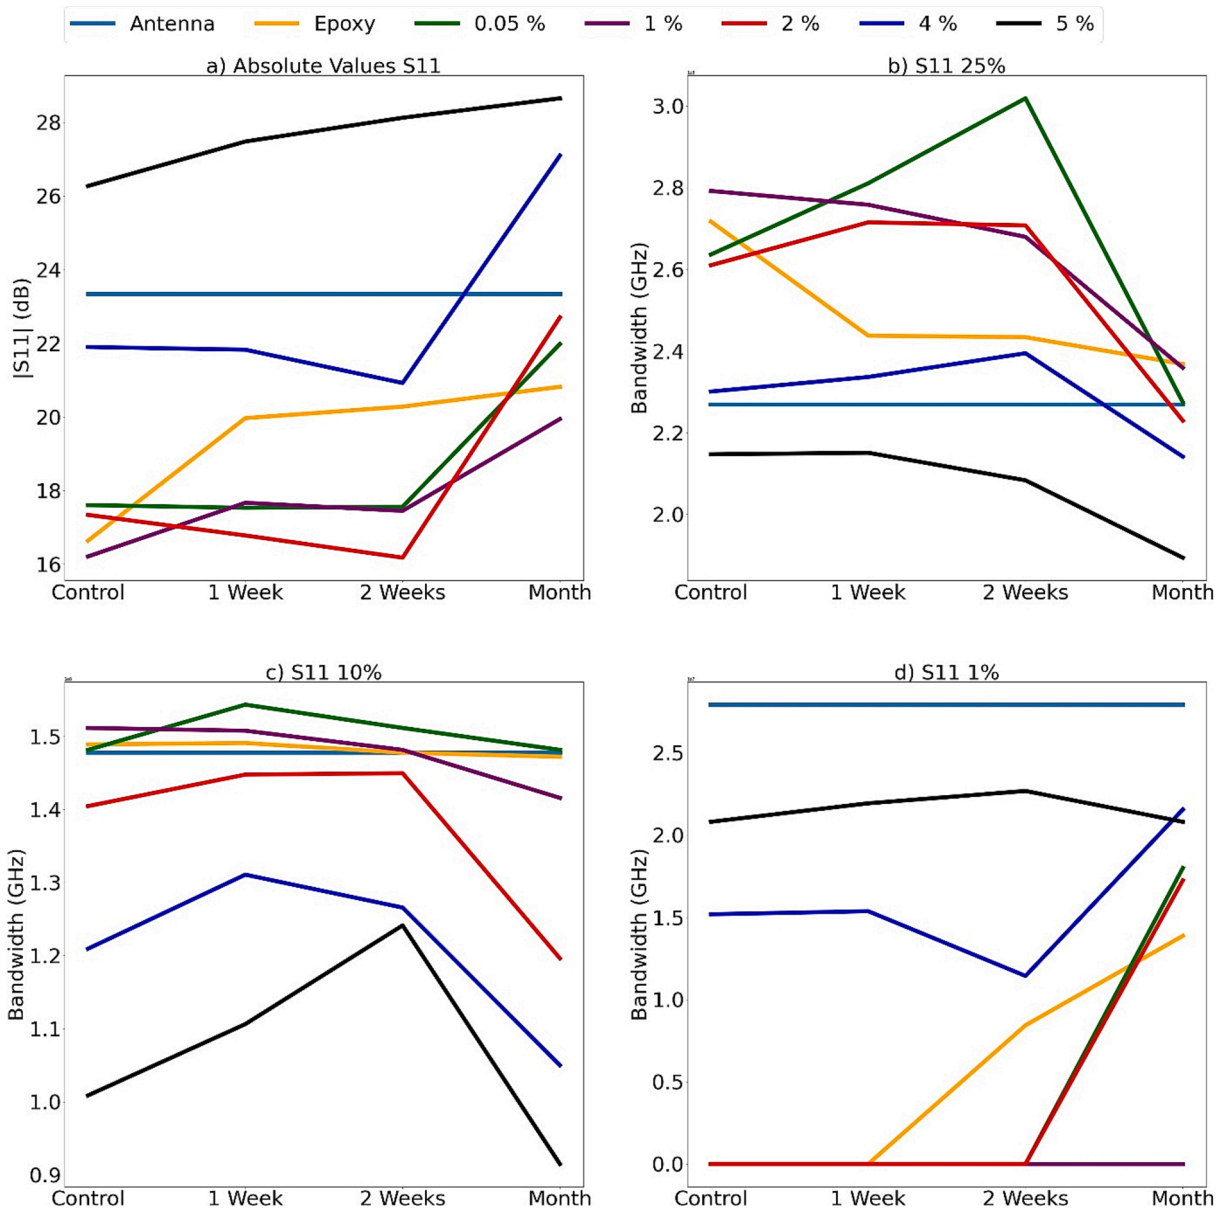 Antenna Epoxy 0.05 % 1 % 2 % 4 % 5 %
a) Absolute Values S11
|S11| (dB)
28
26
24
22
20
18
16
Control 1 Week 2 Weeks Month
b) S11 25%
Bandwidth (GHz)
3.0
2.8
2.6
2.4
2.2
2.0
Control 1 Week 2 Weeks Month
c) S11 10%
Bandwidth (GHz)
1.5
1.4
1.3
1.2
1.1
1.0
0.9
Control 1 Week 2 Weeks Month
d) S11 1%
Bandwidth (GHz)
2.5
2.0
1.5
1.0
0.5
0.0
Control 1 Week 2 Weeks Month